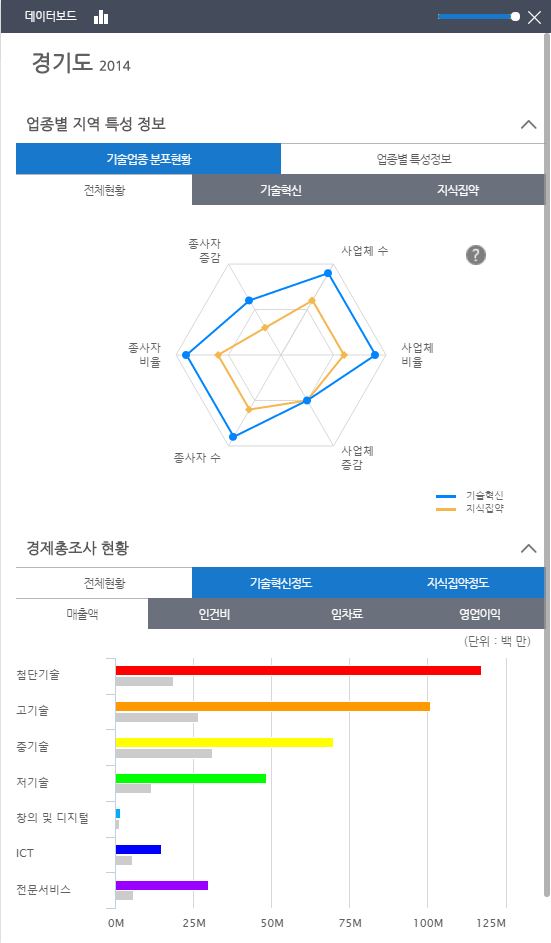 데이터보드
경기도 2014
업종별 지역 특성 정보
기술업종 분포현황 업종별 특성정보
전체현황 기술혁신 지식집약
?
종사자
증감
사업체 수
종사자
비율
사업체
비율
종사자 수
사업체
증감
기술혁신
지식집약
경제총조사 현황
전체현황 기술혁신정도 지식집약정도
매출액 인건비 임차료 영업이익
(단위 : 백 만)
첨단기술
고기술
중기술
저기술
창의 및 디지털
ICT
전문서비스
0M 25M 50M 75M 100M 125M